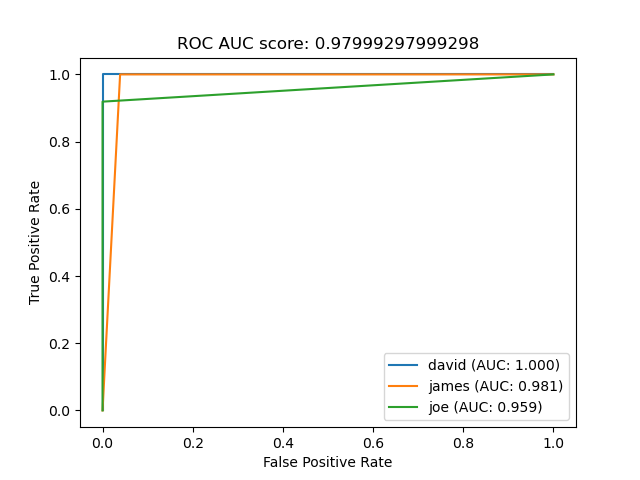 ROC AUC score: 0.97999297999298
True Positive Rate
1.0
0.8
0.6
0.4
0.2
0.0
david (AUC: 1.000)
james (AUC: 0.981)
joe (AUC: 0.959)
0.0 0.2 0.4 0.6 0.8 1.0
False Positive Rate